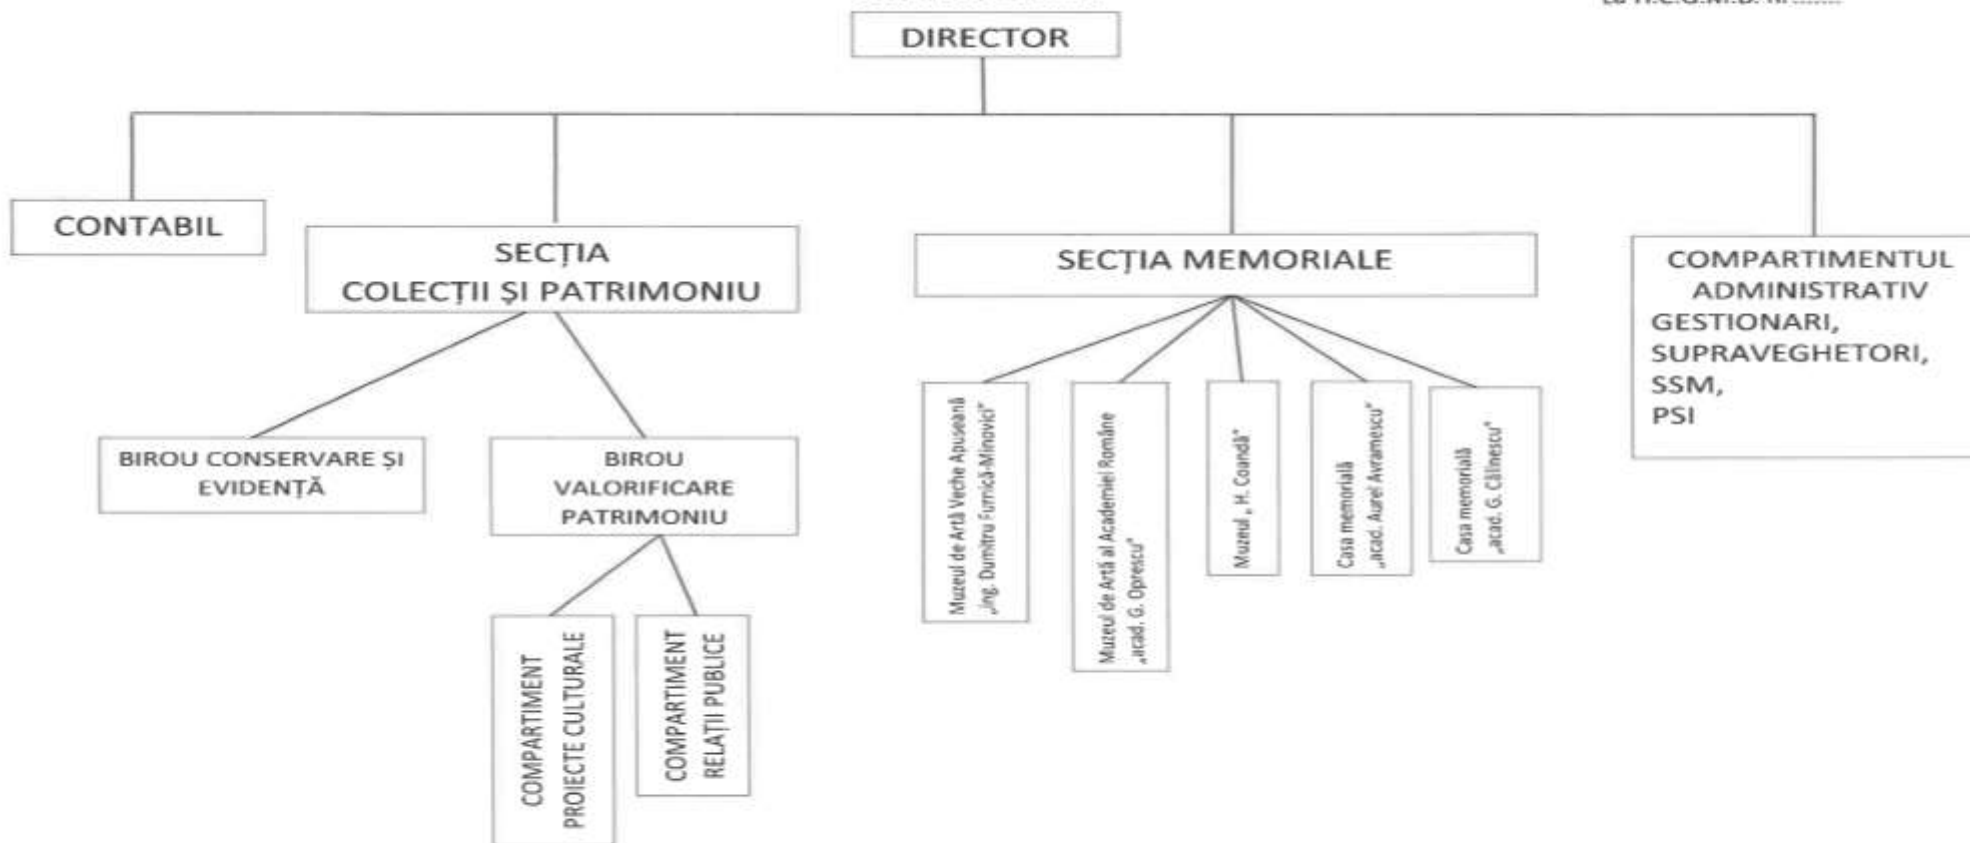 DIRECTOR
CONTABIL
SECȚIA
COLECȚII ȘI PATRIMONIU
SECȚIA MEMORIALE
COMPARTIMENTUL
ADMINISTRATIV
GESTIONARI,
SUPRAVEGHETORI,
SSM,
PSI
BIROU CONSERVARE ȘI
EVIDENȚĂ
BIROU
VALORIFICARE
PATRIMONIU
Muzeul de Artă Veche Apuseană
„ing. Dumitru Furnică-Minovici”
Muzeul de Artă al Academiei Române
„acad. G. Oprescu”
Muzeul „ H. Coandă”
Casa memorială
„acad. Aurel Avramescu”
Casa memorială
„acad. G. Călinescu”
COMPARTIMENT
PROIECTE CULTURALE
COMPARTIMENT
RELAȚII PUBLICE